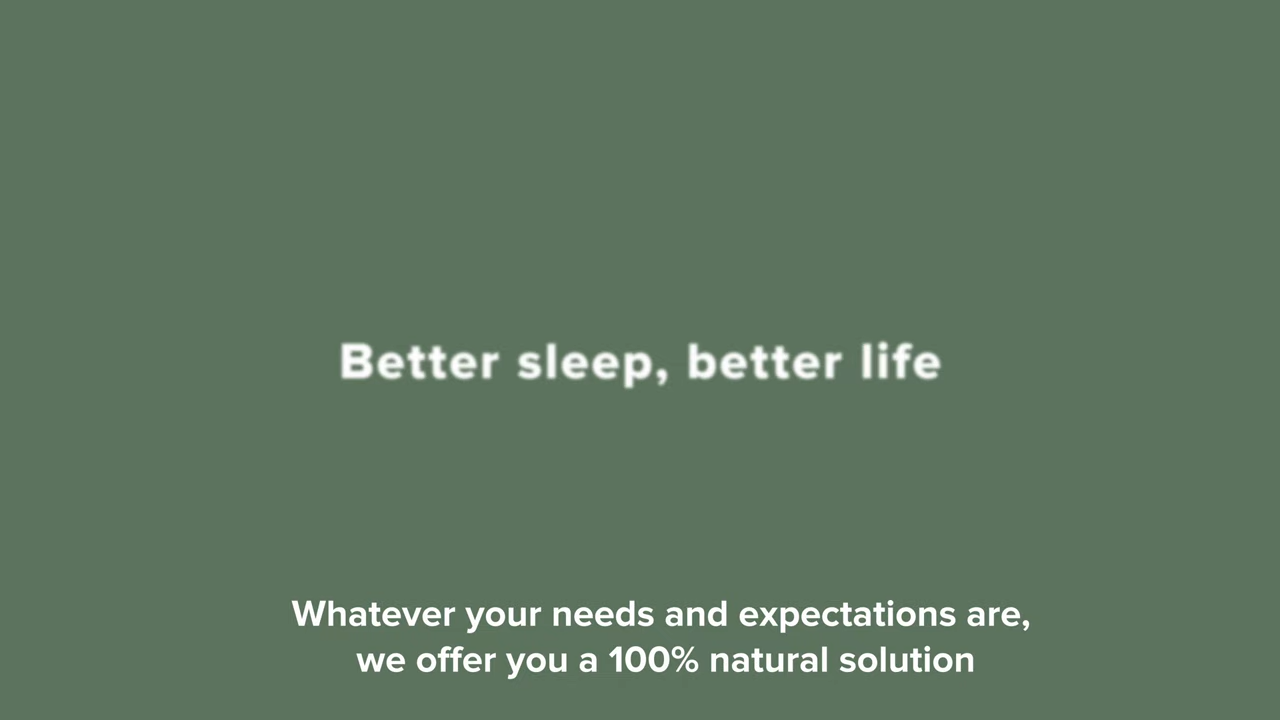 Better sleep, better life
Whatever your needs and expectations are,
we offer you a 100% natural solution